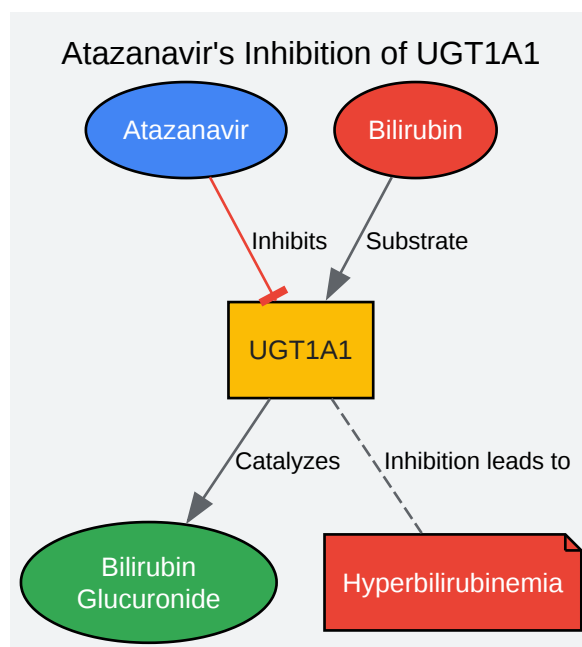 Atazanavir's Inhibition of UGT1A1
Atazanavir
Bilirubin
Inhibits
Substrate
UGT1A1
Catalyzes
Inhibition leads to
Bilirubin
Glucuronide
Hyperbilirubinemia